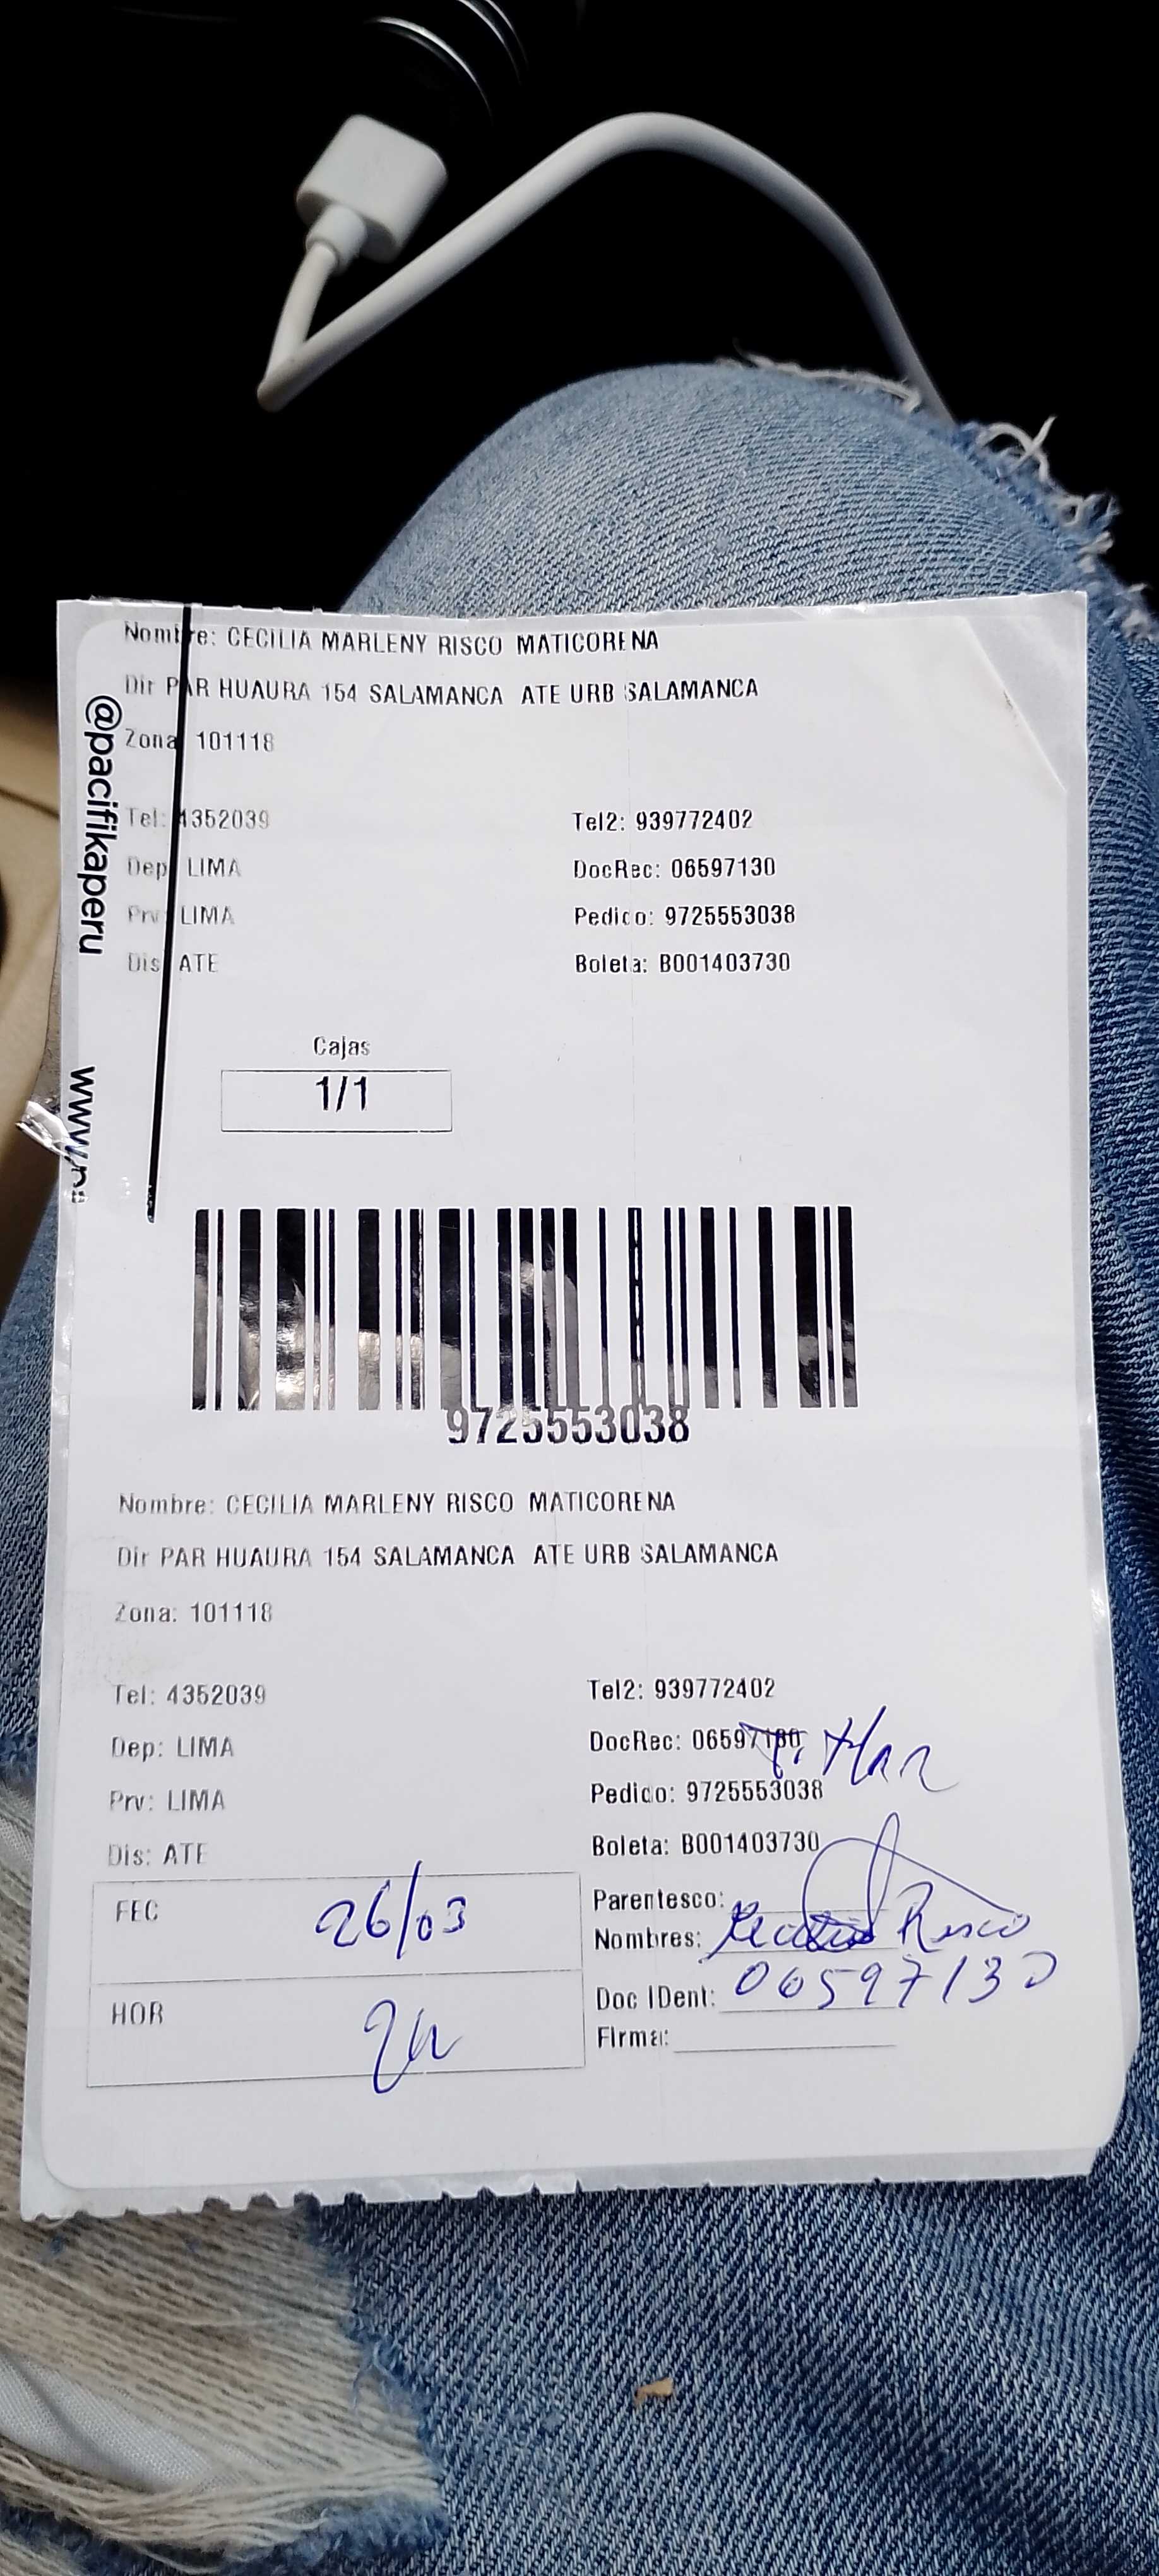 Nombre: CECILIA MARLENY RISCO MATICORENA
Dir PAR HUAURA 154 SALAMANCA ATE URB SALAMANCA
Zona 101118
@pacifikaperu
Tel: 4352039 Tel2: 939772402
Dep LIMA DocRec: 06597130
Prv: LIMA Pedido: 9725553038
Dis ATE Boleta: B001403730
Cajas
1/1
9725553038
Nombre: CECILIA MARLENY RISCO MATICORENA
Dir PAR HUAURA 154 SALAMANCA ATE URB SALAMANCA
Zona: 101118
Tel: 4352039 Tel2: 939772402
Dep: LIMA DocRec: 06597130
Prv: LIMA Pedido: 9725553038
Dis: ATE Boleta: B001403730
FEC 26/03
Parentesco:
Nombres: Risco
Doc IDent: 06597130
HOR
Firma: